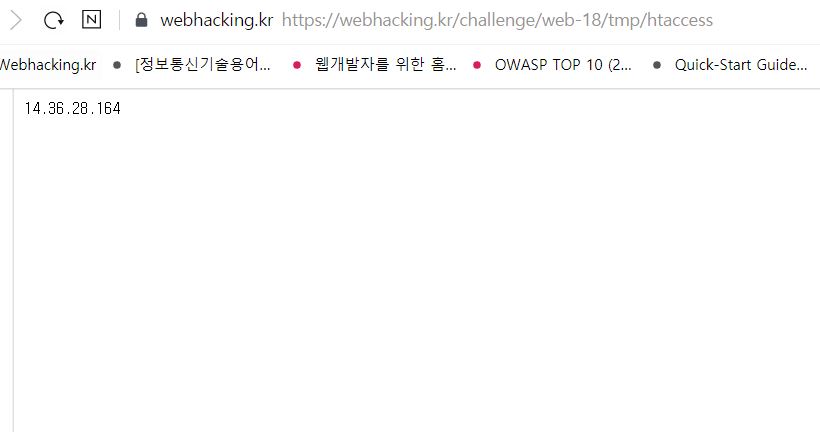 webhacking.kr https://webhacking.kr/challenge/web-18/tmp/htaccess
Webhacking.kr [정보통신기술용어... 웹개발자를 위한 홈... OWASP TOP 10 (2... Quick-Start Guide...
14.36.28.164